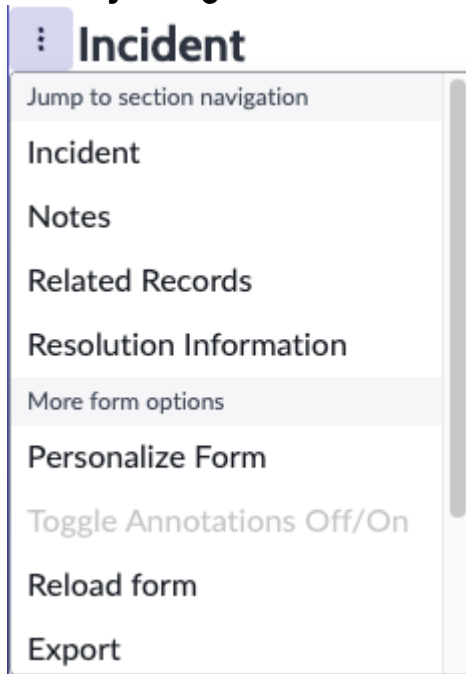 Incident
Jump to section navigation
Incident
Notes
Related Records
Resolution Information
More form options
Personalize Form
Toggle Annotations Off/On
Reload form
Export